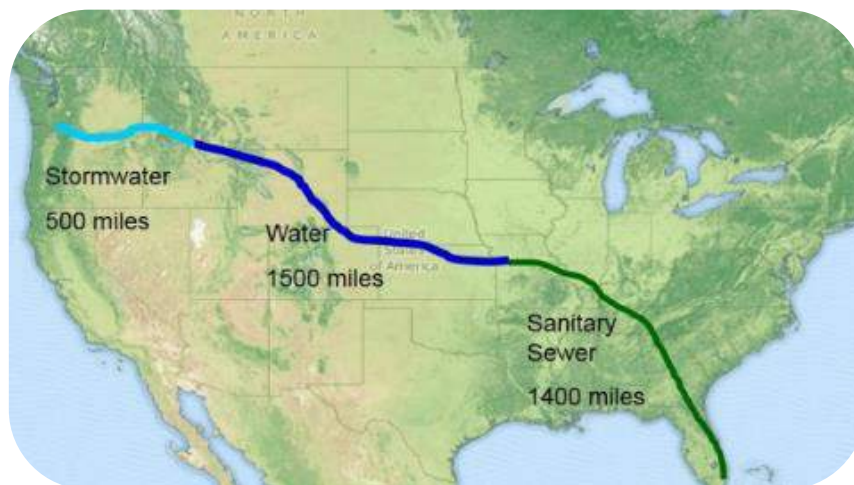 NORTH
AMERICA
Stormwater
500 miles
Water
1500 miles
United
States
of America
Sanitary
Sewer
1400 miles